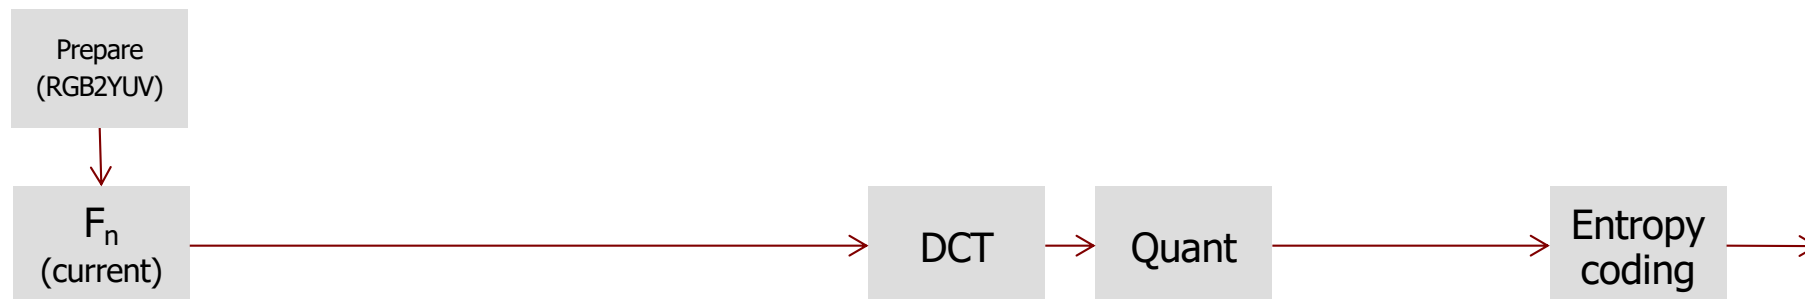 Prepare
(RGB2YUV)
Fn
(current)
DCT
Quant
Entropy
coding